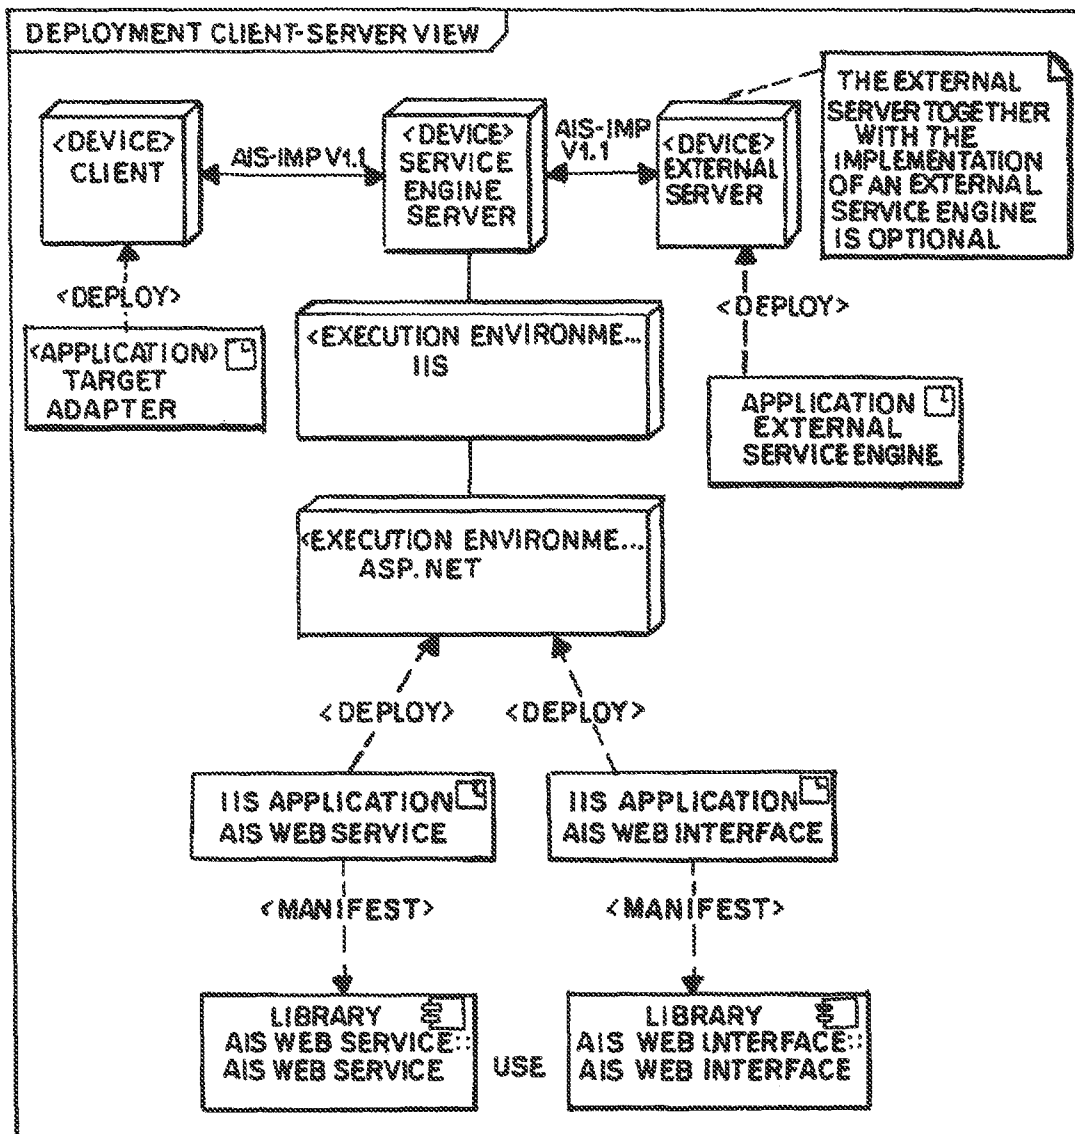 DEPLOYMENT CLIENT-SERVER VIEW
<DEVICE>
CLIENT
AIS-IMP V1.1
<DEVICE>
SERVICE
ENGINE
SERVER
AIS-IMP
V1.1
<DEVICE>
EXTERNAL
SERVER
THE EXTERNAL
SERVER TOGETHER
WITH THE
IMPLEMENTATION
OF AN EXTERNAL
SERVICE ENGINE
IS OPTIONAL
<DEPLOY>
<DEPLOY>
<APPLICATION>
TARGET
ADAPTER
<EXECUTION ENVIRONME...
IIS
APPLICATION
EXTERNAL
SERVICE ENGINE
<EXECUTION ENVIRONME...
ASP.NET
<DEPLOY>
<DEPLOY>
IIS APPLICATION
AIS WEB SERVICE
IIS APPLICATION
AIS WEB INTERFACE
<MANIFEST>
<MANIFEST>
LIBRARY
AIS WEB SERVICE::
AIS WEB SERVICE
USE
LIBRARY
AIS WEB INTERFACE::
AIS WEB INTERFACE